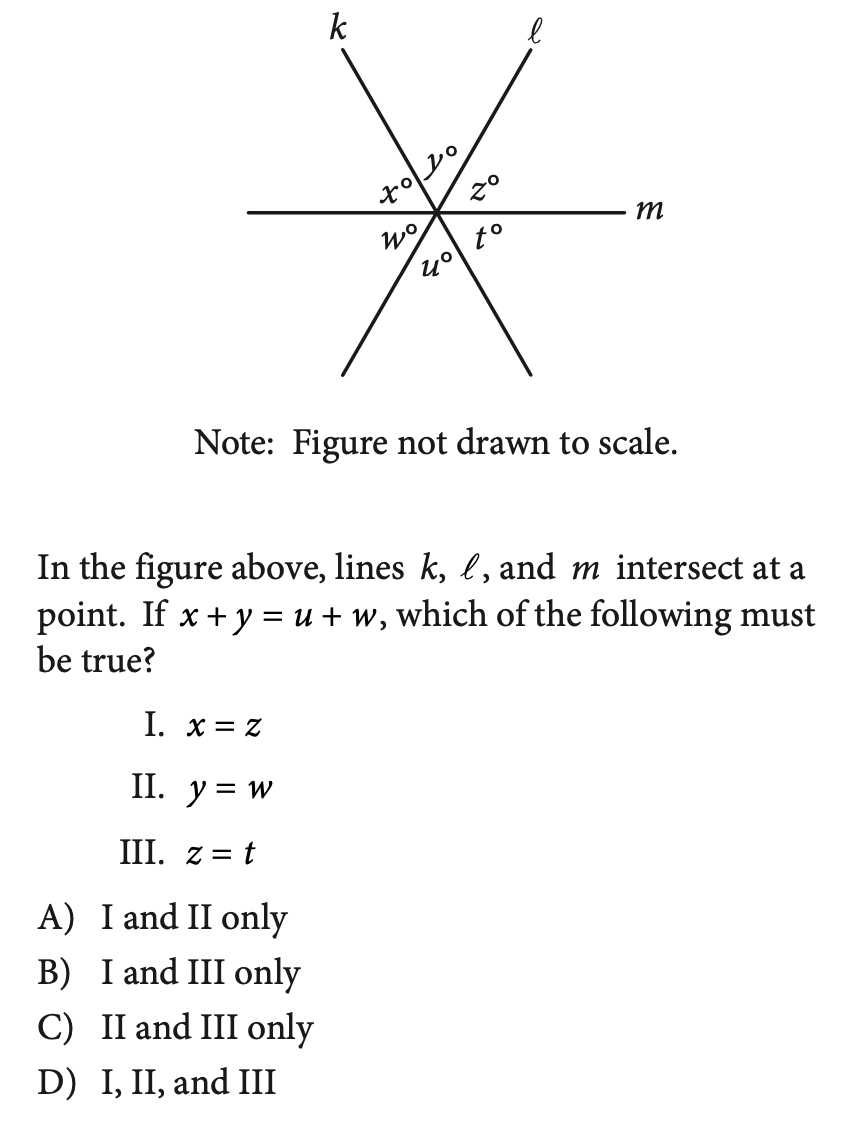 k ℓ
y°
x° z°
m
w° t°
u°
Note: Figure not drawn to scale.
In the figure above, lines k, ℓ, and m intersect at a
point. If x + y = u + w, which of the following must
be true?
I. x = z
II. y = w
III. z = t
A) I and II only
B) I and III only
C) II and III only
D) I, II, and III